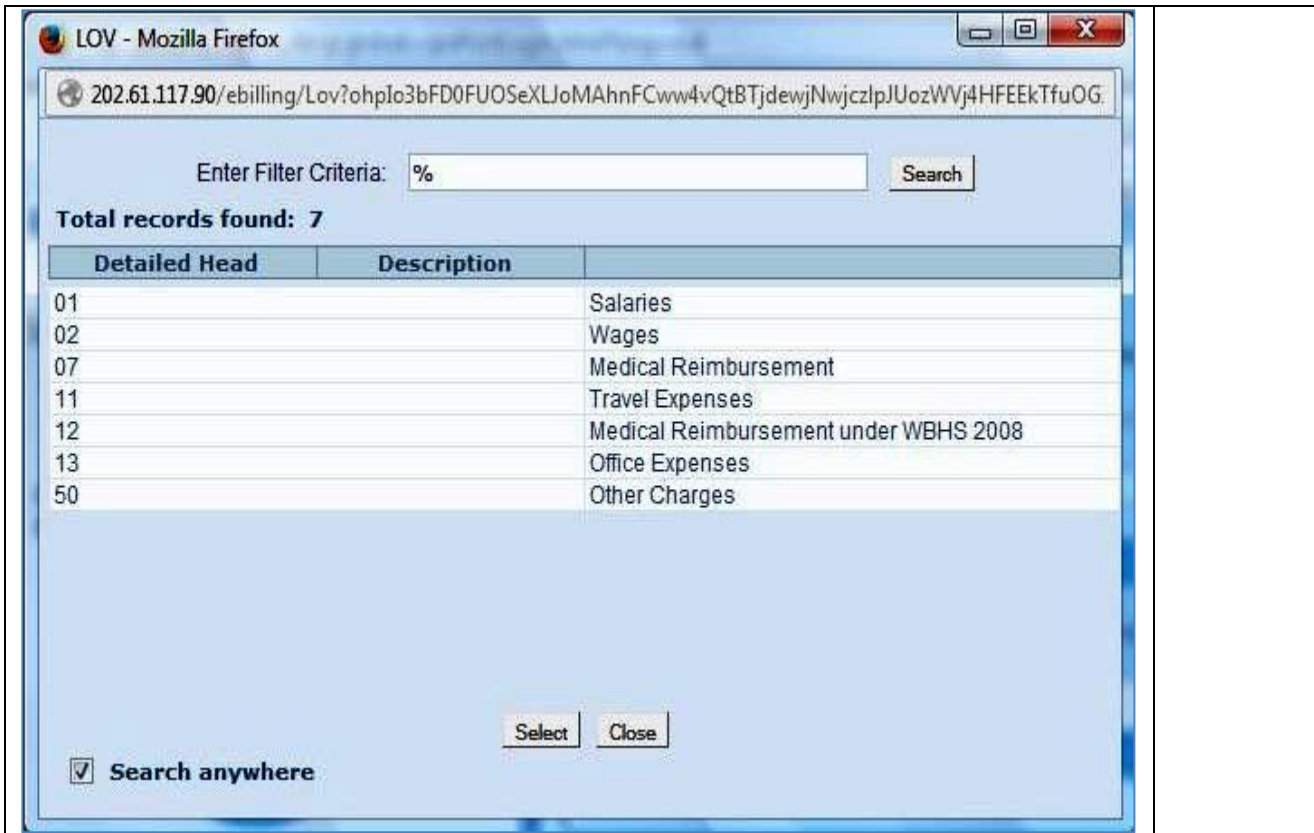 LOV - Mozilla Firefox
202.61.117.90/ebilling/Lov?ohpIo3bFD0FUOSeXLJoMAhnFCww4vQtBTjdewjNwjczlpJUozWVj4HFEEkTfuOG
Enter Filter Criteria: % Search
Total records found: 7
Detailed Head Description
01 Salaries
02 Wages
07 Medical Reimbursement
11 Travel Expenses
12 Medical Reimbursement under WBHS 2008
13 Office Expenses
50 Other Charges
Select Close
Search anywhere